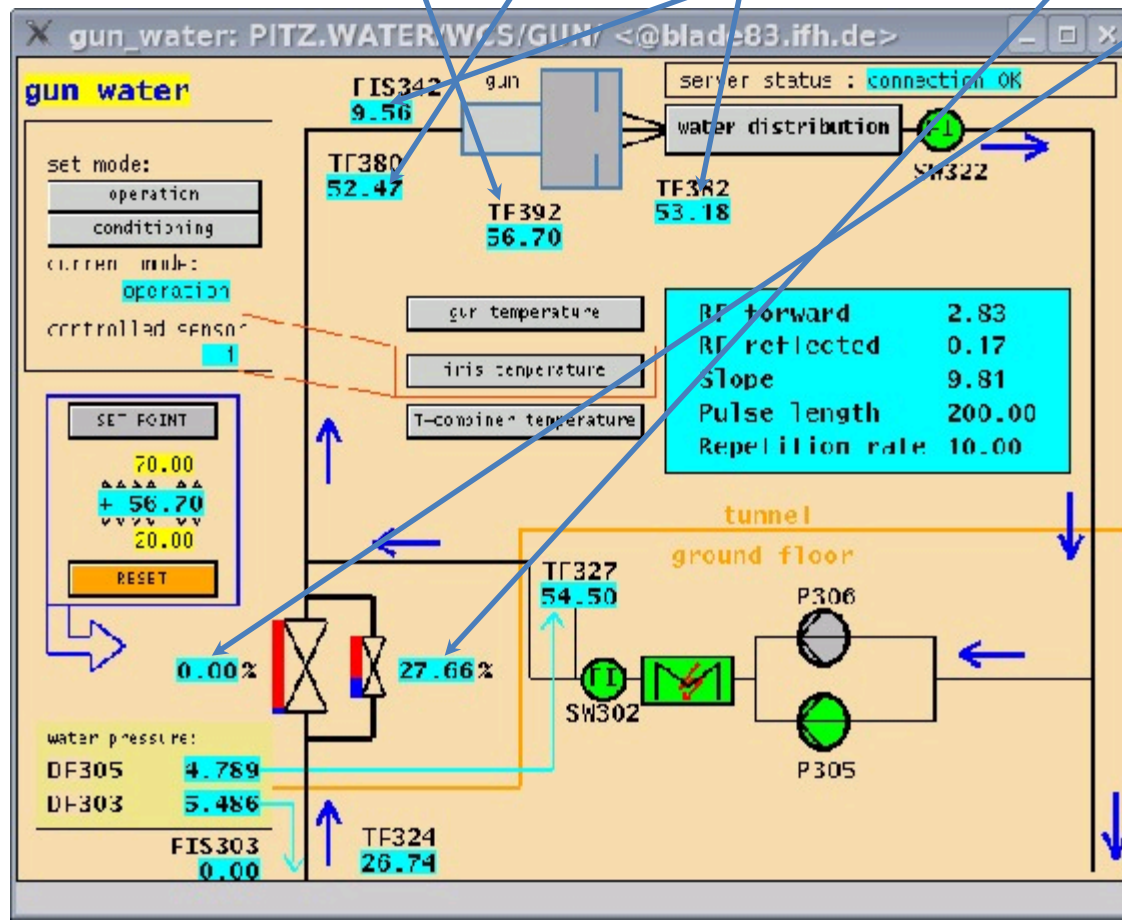 gun_water: PITZ.WATER/WCS/GUN/ <@blade83.ifh.de>
gun water
FIS342
9.56
gun
server status : connection OK
water distribution
FI
SW322
set mode:
operation
conditioning
current mode:
operation
controlled sensor
1
TF380
52.47
TF392
56.70
TF382
53.18
gun temperature
iris temperature
T-combiner temperature
RF forward 2.83
RF reflected 0.17
Slope 9.81
Pulse length 200.00
Repetition rate 10.00
SET POINT
70.00
+ 56.70
20.00
RESET
tunnel
ground floor
TF327
54.50
P306
0.00%
27.66%
FI
SW302
P305
water pressure:
DF305 4.789
DF303 5.486
FIS303
0.00
TF324
26.74